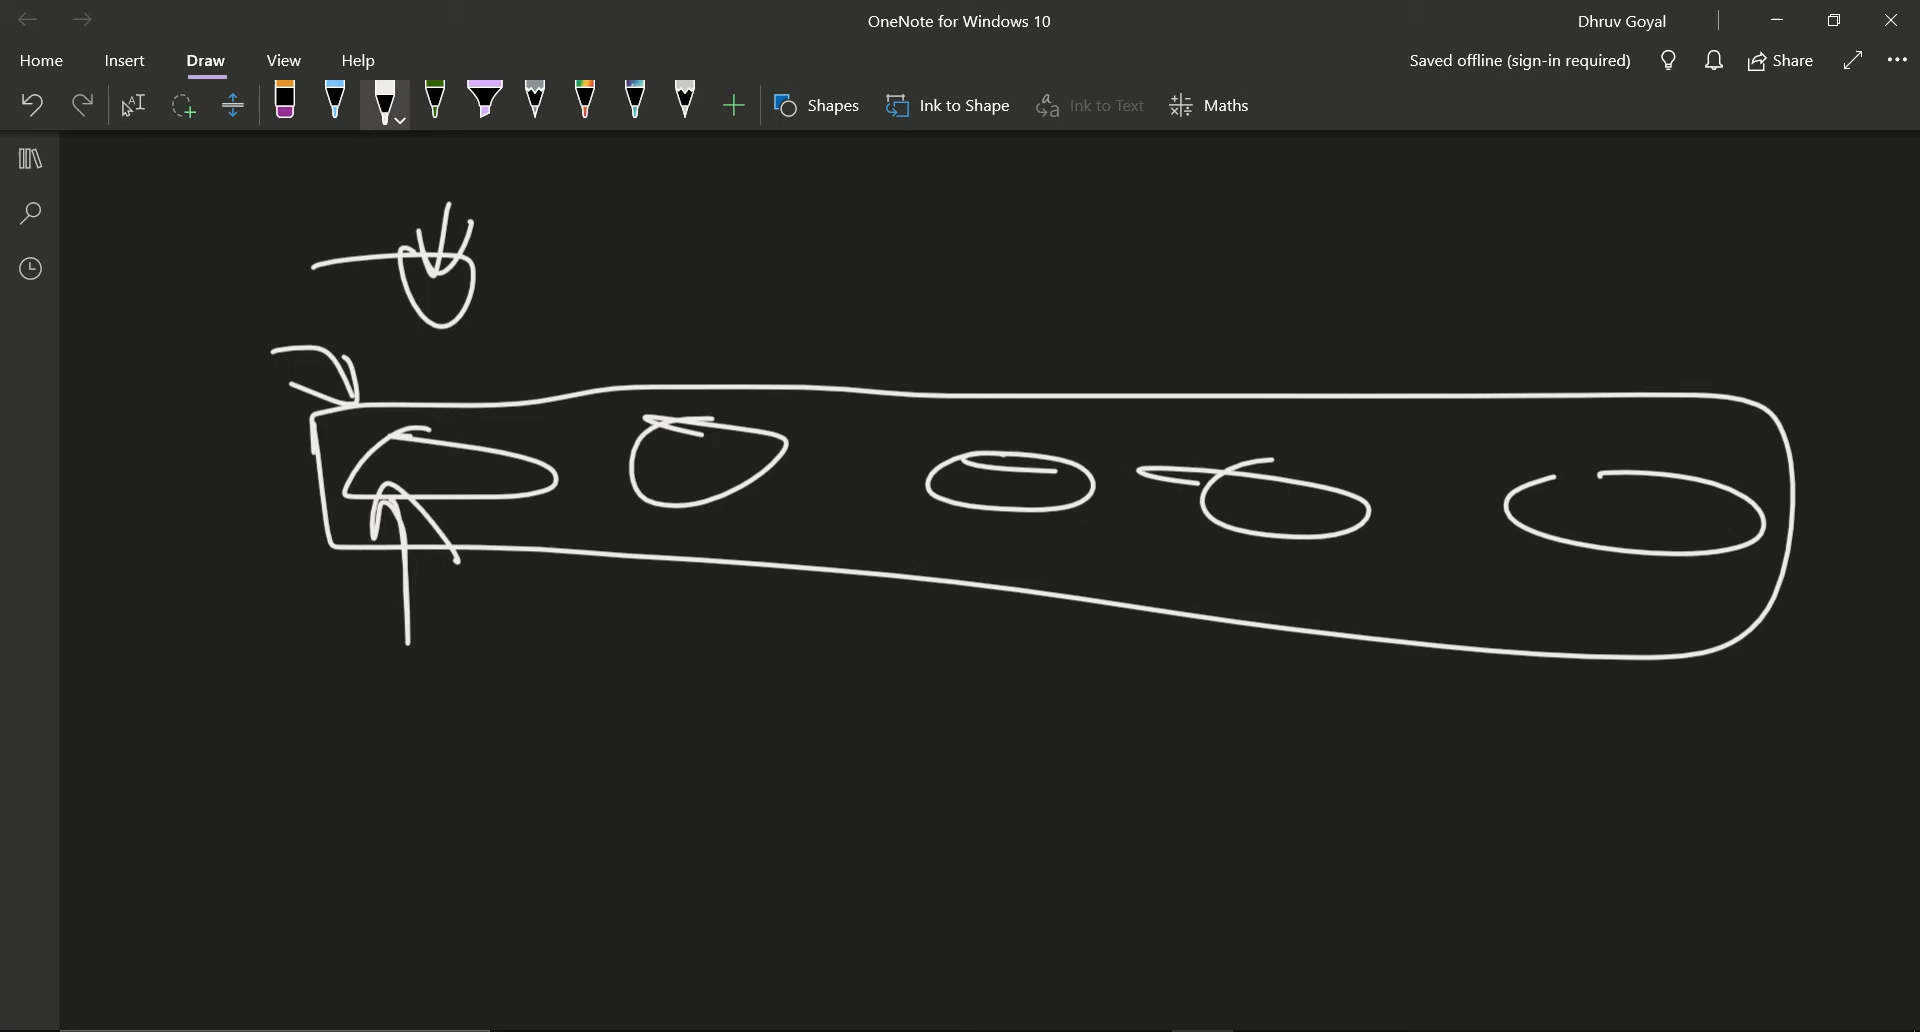 OneNote for Windows 10
Dhruv Goyal
Home Insert Draw View Help
Saved offline (sign-in required) Share
Shapes Ink to Shape Ink to Text Maths